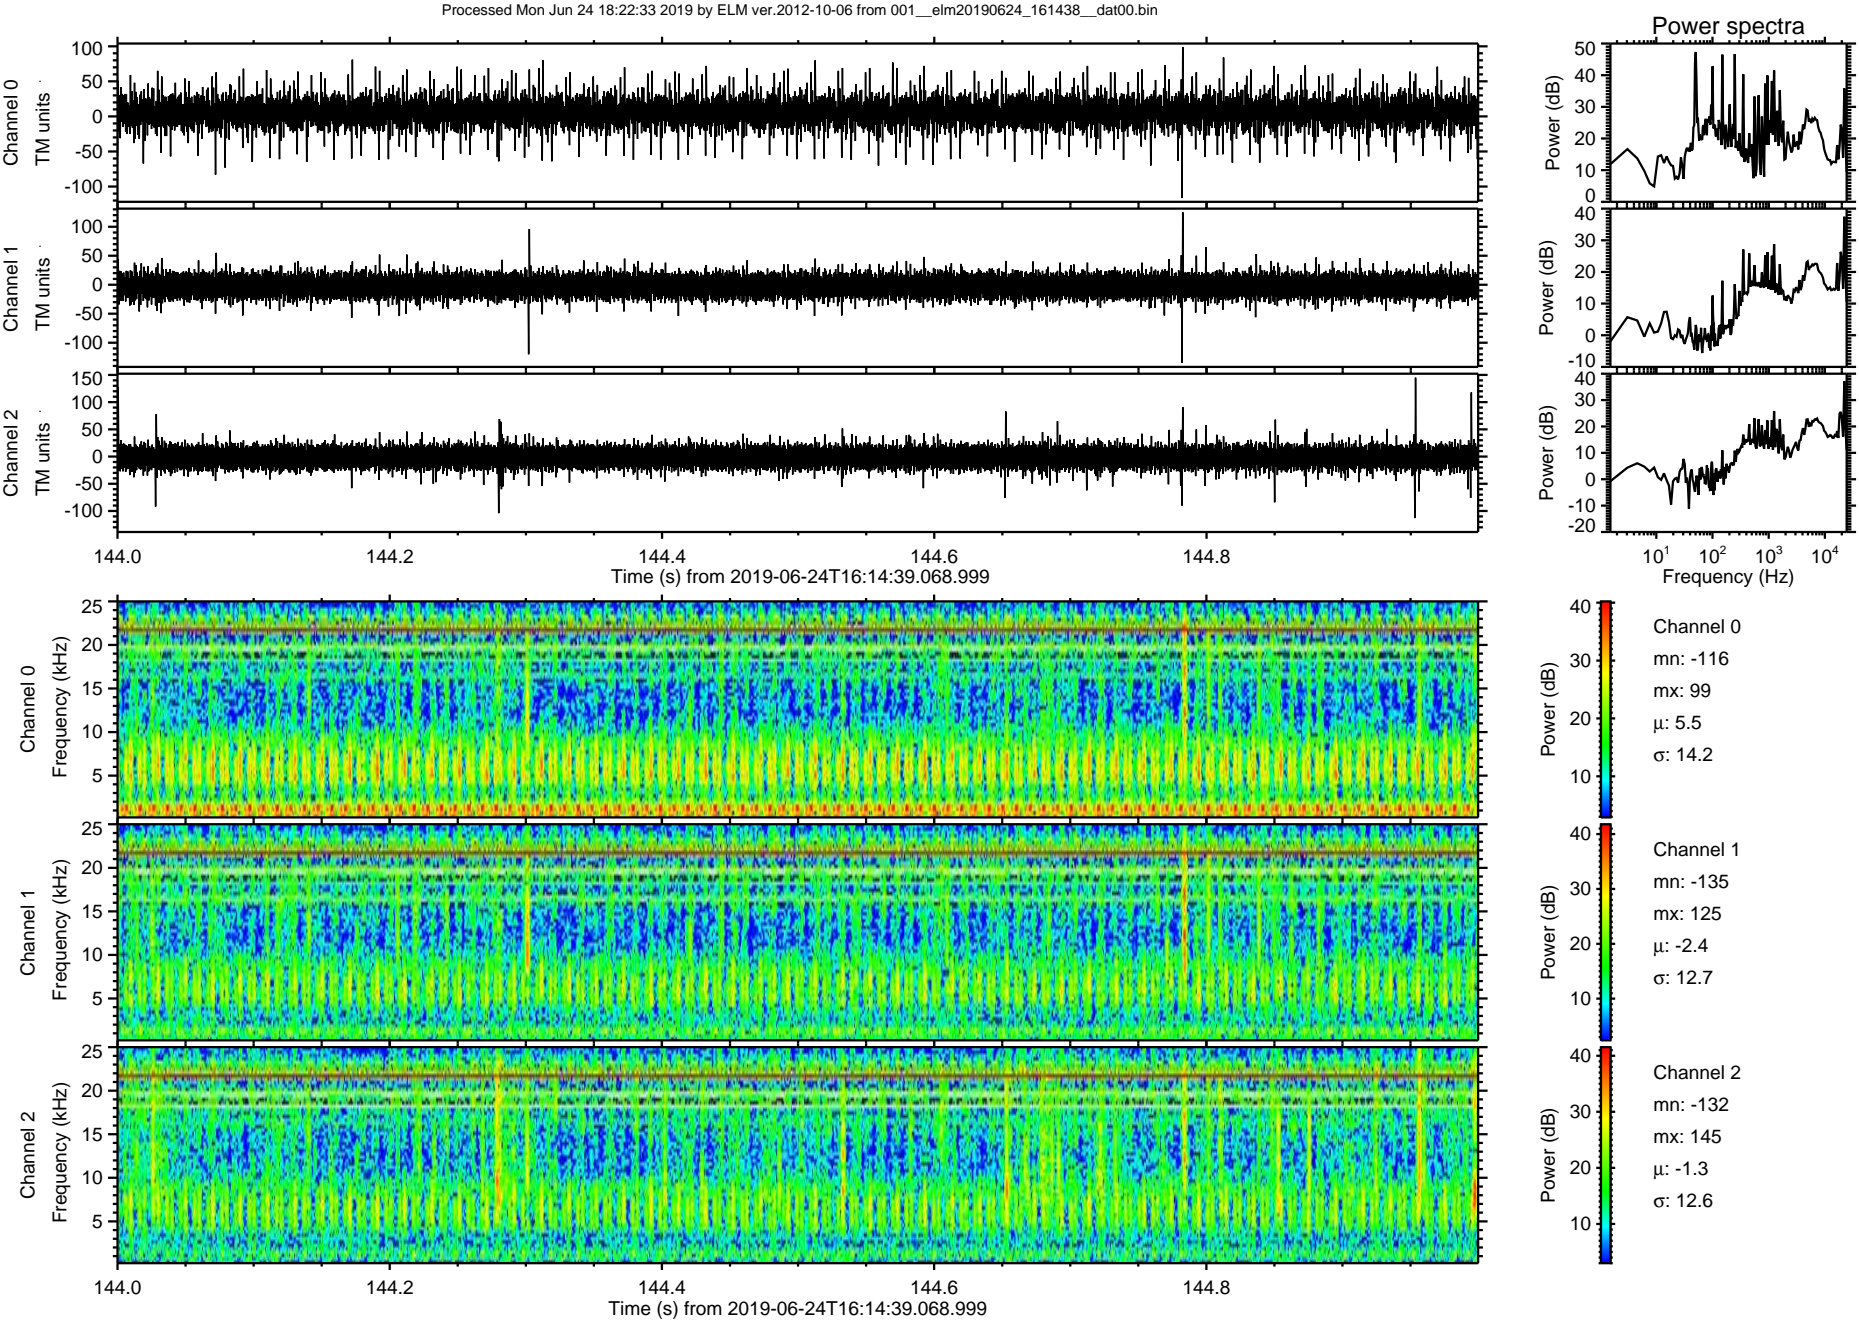 Processed Mon Jun 24 18:22:33 2019 by ELM ver.2012-10-06 from 001__elm20190624_161438__dat00.bin
Power spectra
Channel 0
TM units
100
50
0
-50
-100
Power (dB)
50
40
30
20
10
0
Channel 1
TM units
100
50
0
-50
-100
Power (dB)
40
30
20
10
0
-10
Channel 2
TM units
150
100
50
0
-50
-100
Power (dB)
40
30
20
10
0
-10
-20
144.0 144.2 144.4 144.6 144.8
Time (s) from 2019-06-24T16:14:39.068.999
10^1 10^2 10^3 10^4
Frequency (Hz)
Channel 0
Frequency (kHz)
25
20
15
10
5
Power (dB)
40
30
20
10
Channel 0
mn: -116
mx: 99
μ: 5.5
σ: 14.2
Channel 1
Frequency (kHz)
25
20
15
10
5
Power (dB)
40
30
20
10
Channel 1
mn: -135
mx: 125
μ: -2.4
σ: 12.7
Channel 2
Frequency (kHz)
25
20
15
10
5
Power (dB)
40
30
20
10
Channel 2
mn: -132
mx: 145
μ: -1.3
σ: 12.6
144.0 144.2 144.4 144.6 144.8
Time (s) from 2019-06-24T16:14:39.068.999